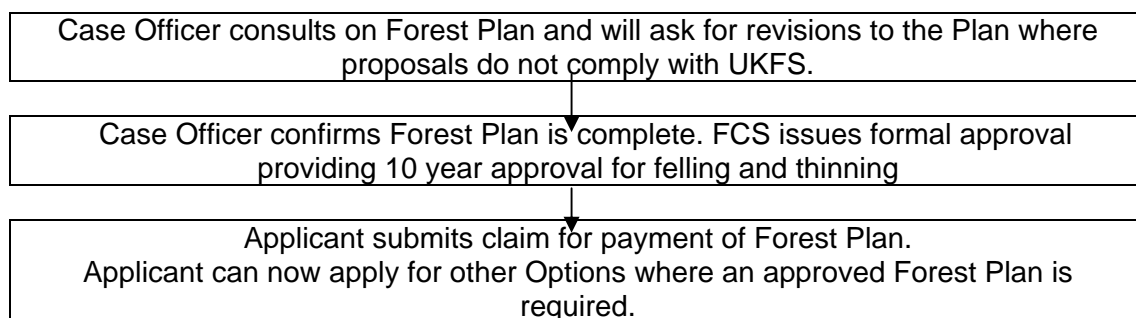 Case Officer consults on Forest Plan and will ask for revisions to the Plan where
proposals do not comply with UKFS.
Case Officer confirms Forest Plan is complete. FCS issues formal approval
providing 10 year approval for felling and thinning
Applicant submits claim for payment of Forest Plan.
Applicant can now apply for other Options where an approved Forest Plan is
required.